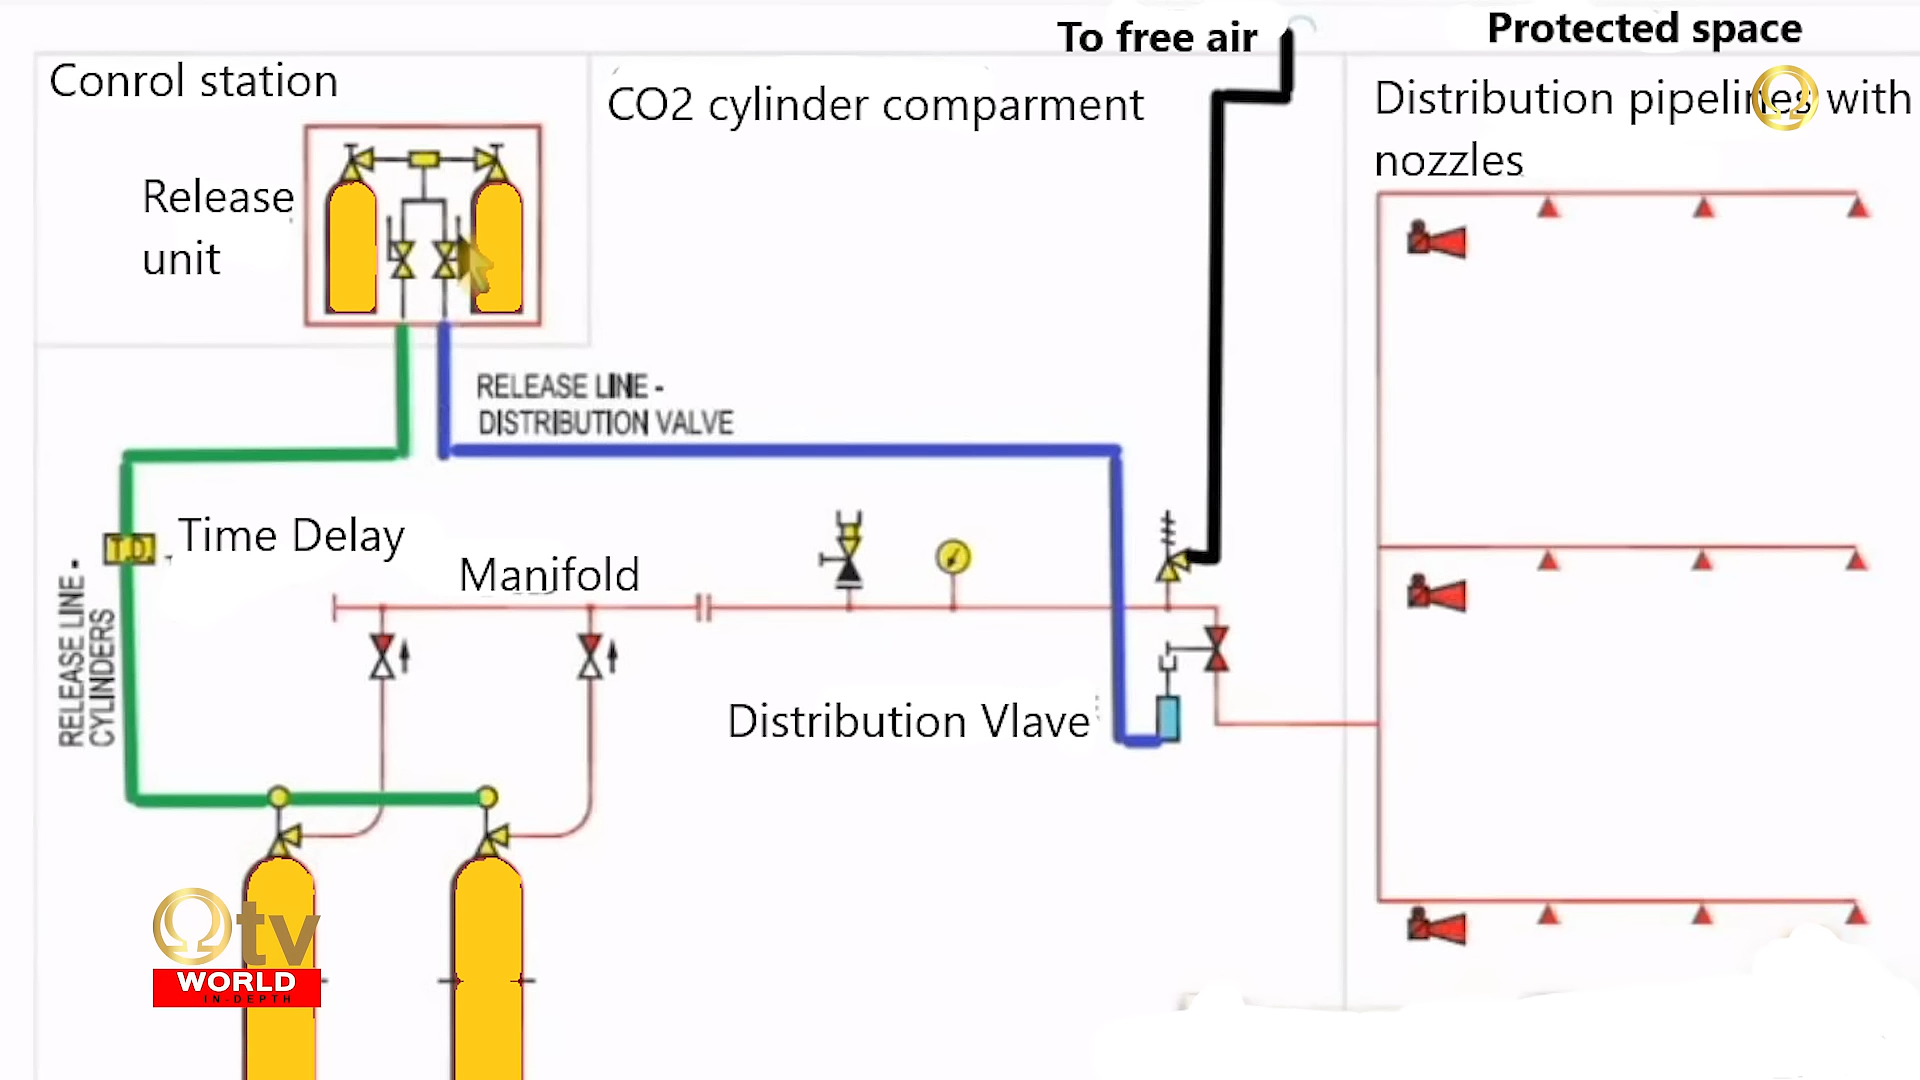 To free air
Protected space
Conrol station
CO2 cylinder comparment
Distribution pipelines with
nozzles
Release
unit
RELEASE LINE -
DISTRIBUTION VALVE
T.D.
Time Delay
Manifold
RELEASE LINE -
CYLINDERS
Distribution Vlave
Ωtv
WORLD
IN-DEPTH